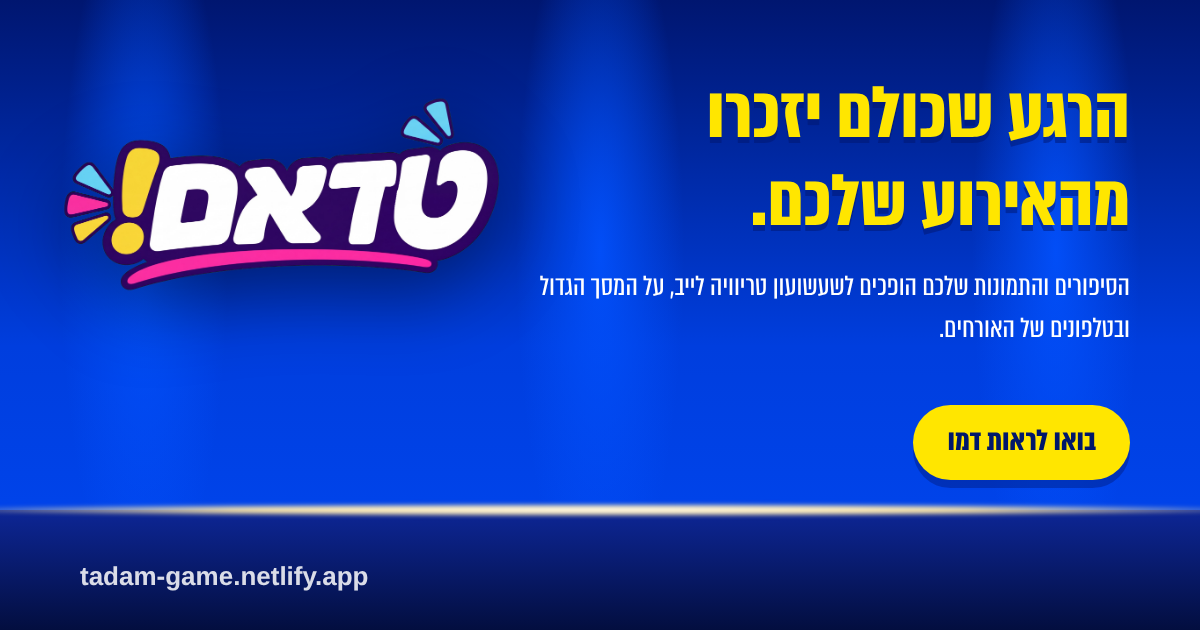 טדאם!
הרגע שכולם יזכרו
מהאירוע שלכם.
הסיפורים והתמונות שלכם הופכים לשעשועון טריוויה לייב, על המסך הגדול
ובטלפונים של האורחים.
בואו לראות דמו
tadam-game.netlify.app